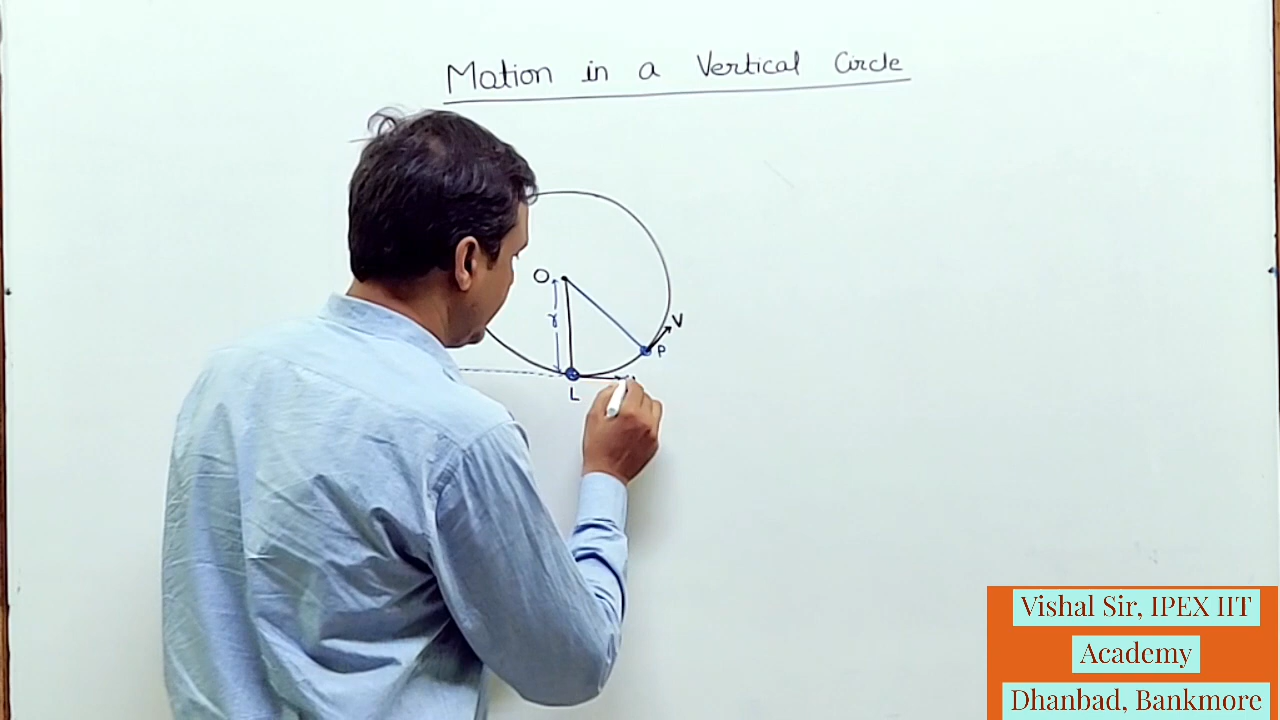 Motion in a Vertical Circle
O
r
V
P
L
Vishal Sir, IPEX IIT
Academy
Dhanbad, Bankmore